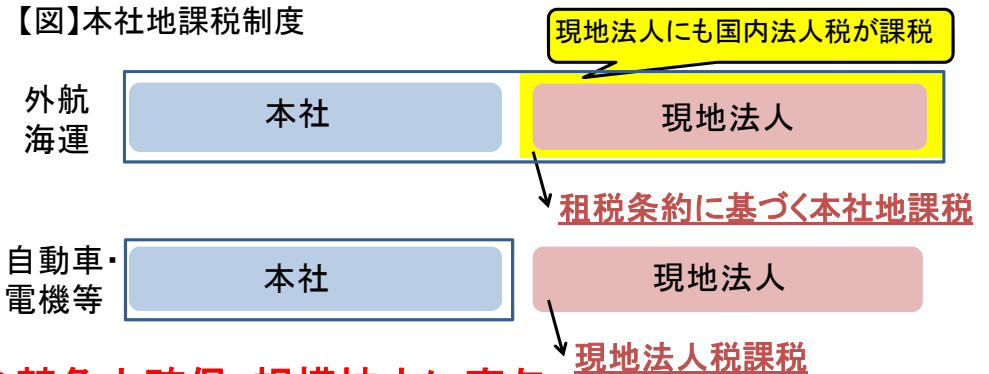 【図】本社地課税制度
現地法人にも国内法人税が課税
外航
海運
本社
現地法人
租税条約に基づく本社地課税
自動車・
電機等
本社
現地法人
現地法人税課税